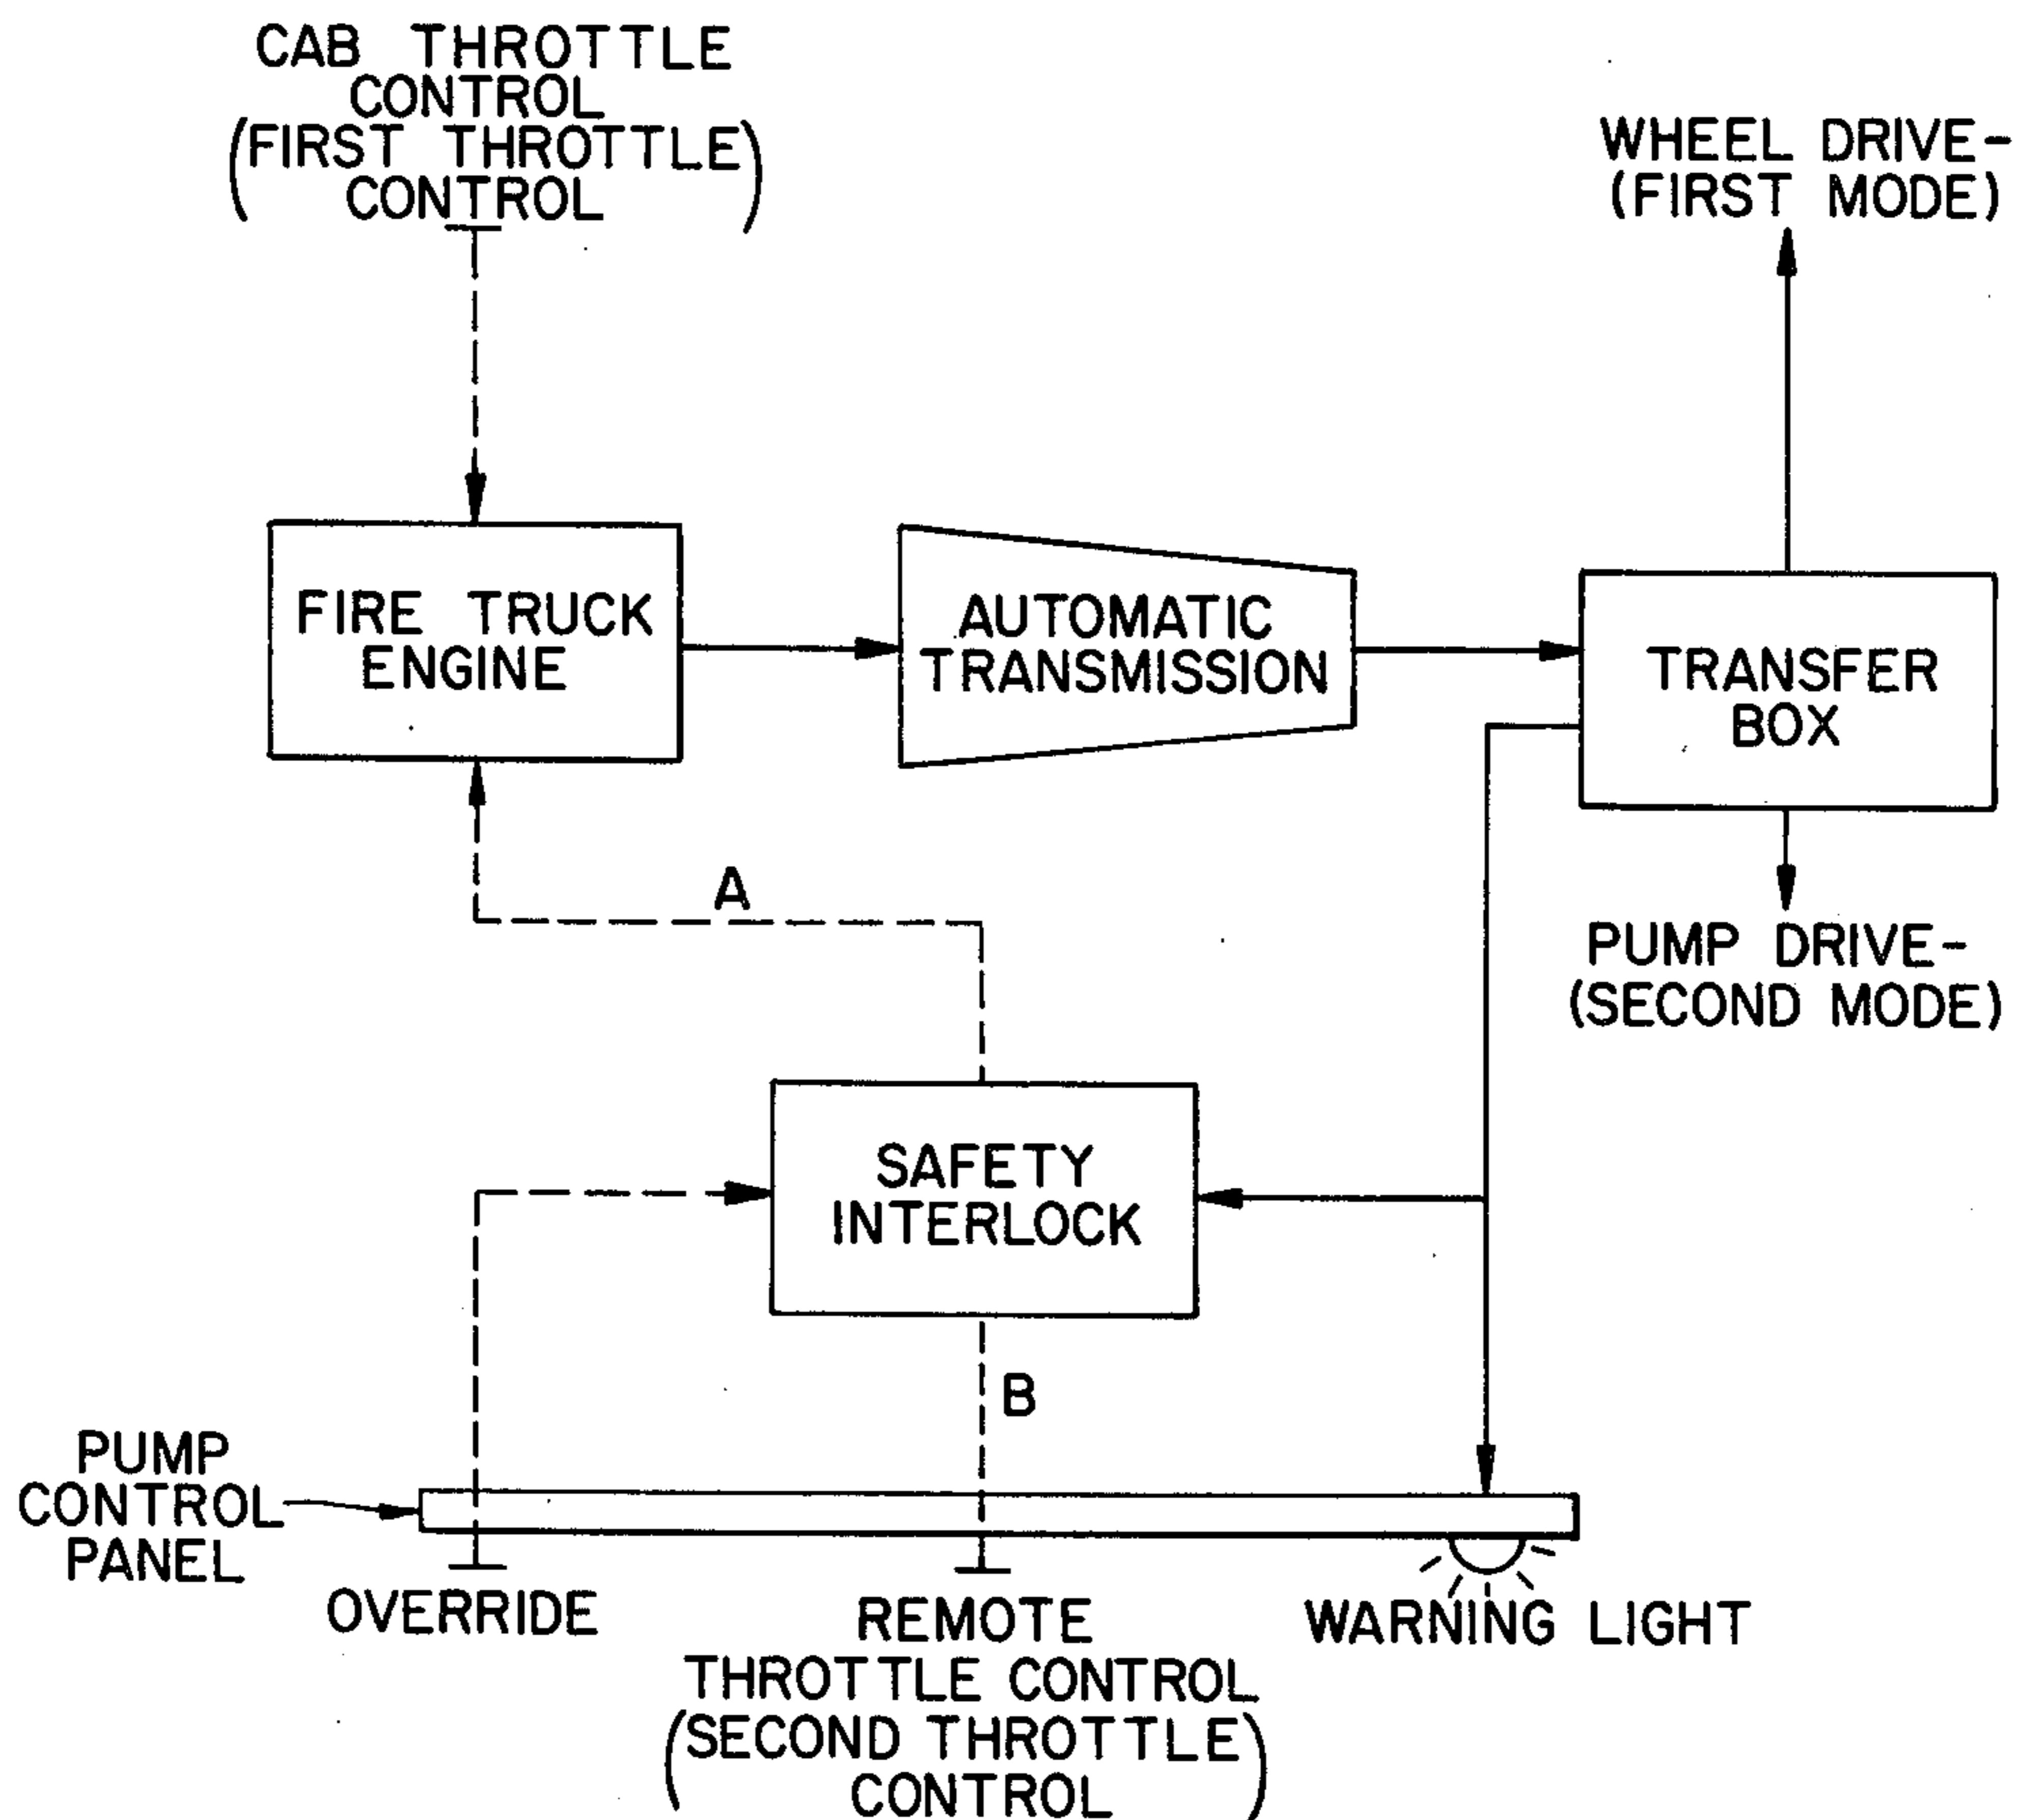 CAB THROTTLE
CONTROL
(FIRST THROTTLE)
CONTROL
WHEEL DRIVE-
(FIRST MODE)
FIRE TRUCK
ENGINE
AUTOMATIC
TRANSMISSION
TRANSFER
BOX
A
PUMP DRIVE-
(SECOND MODE)
SAFETY
INTERLOCK
B
PUMP
CONTROL
PANEL
OVERRIDE
REMOTE
THROTTLE CONTROL
(SECOND THROTTLE)
CONTROL
WARNING LIGHT